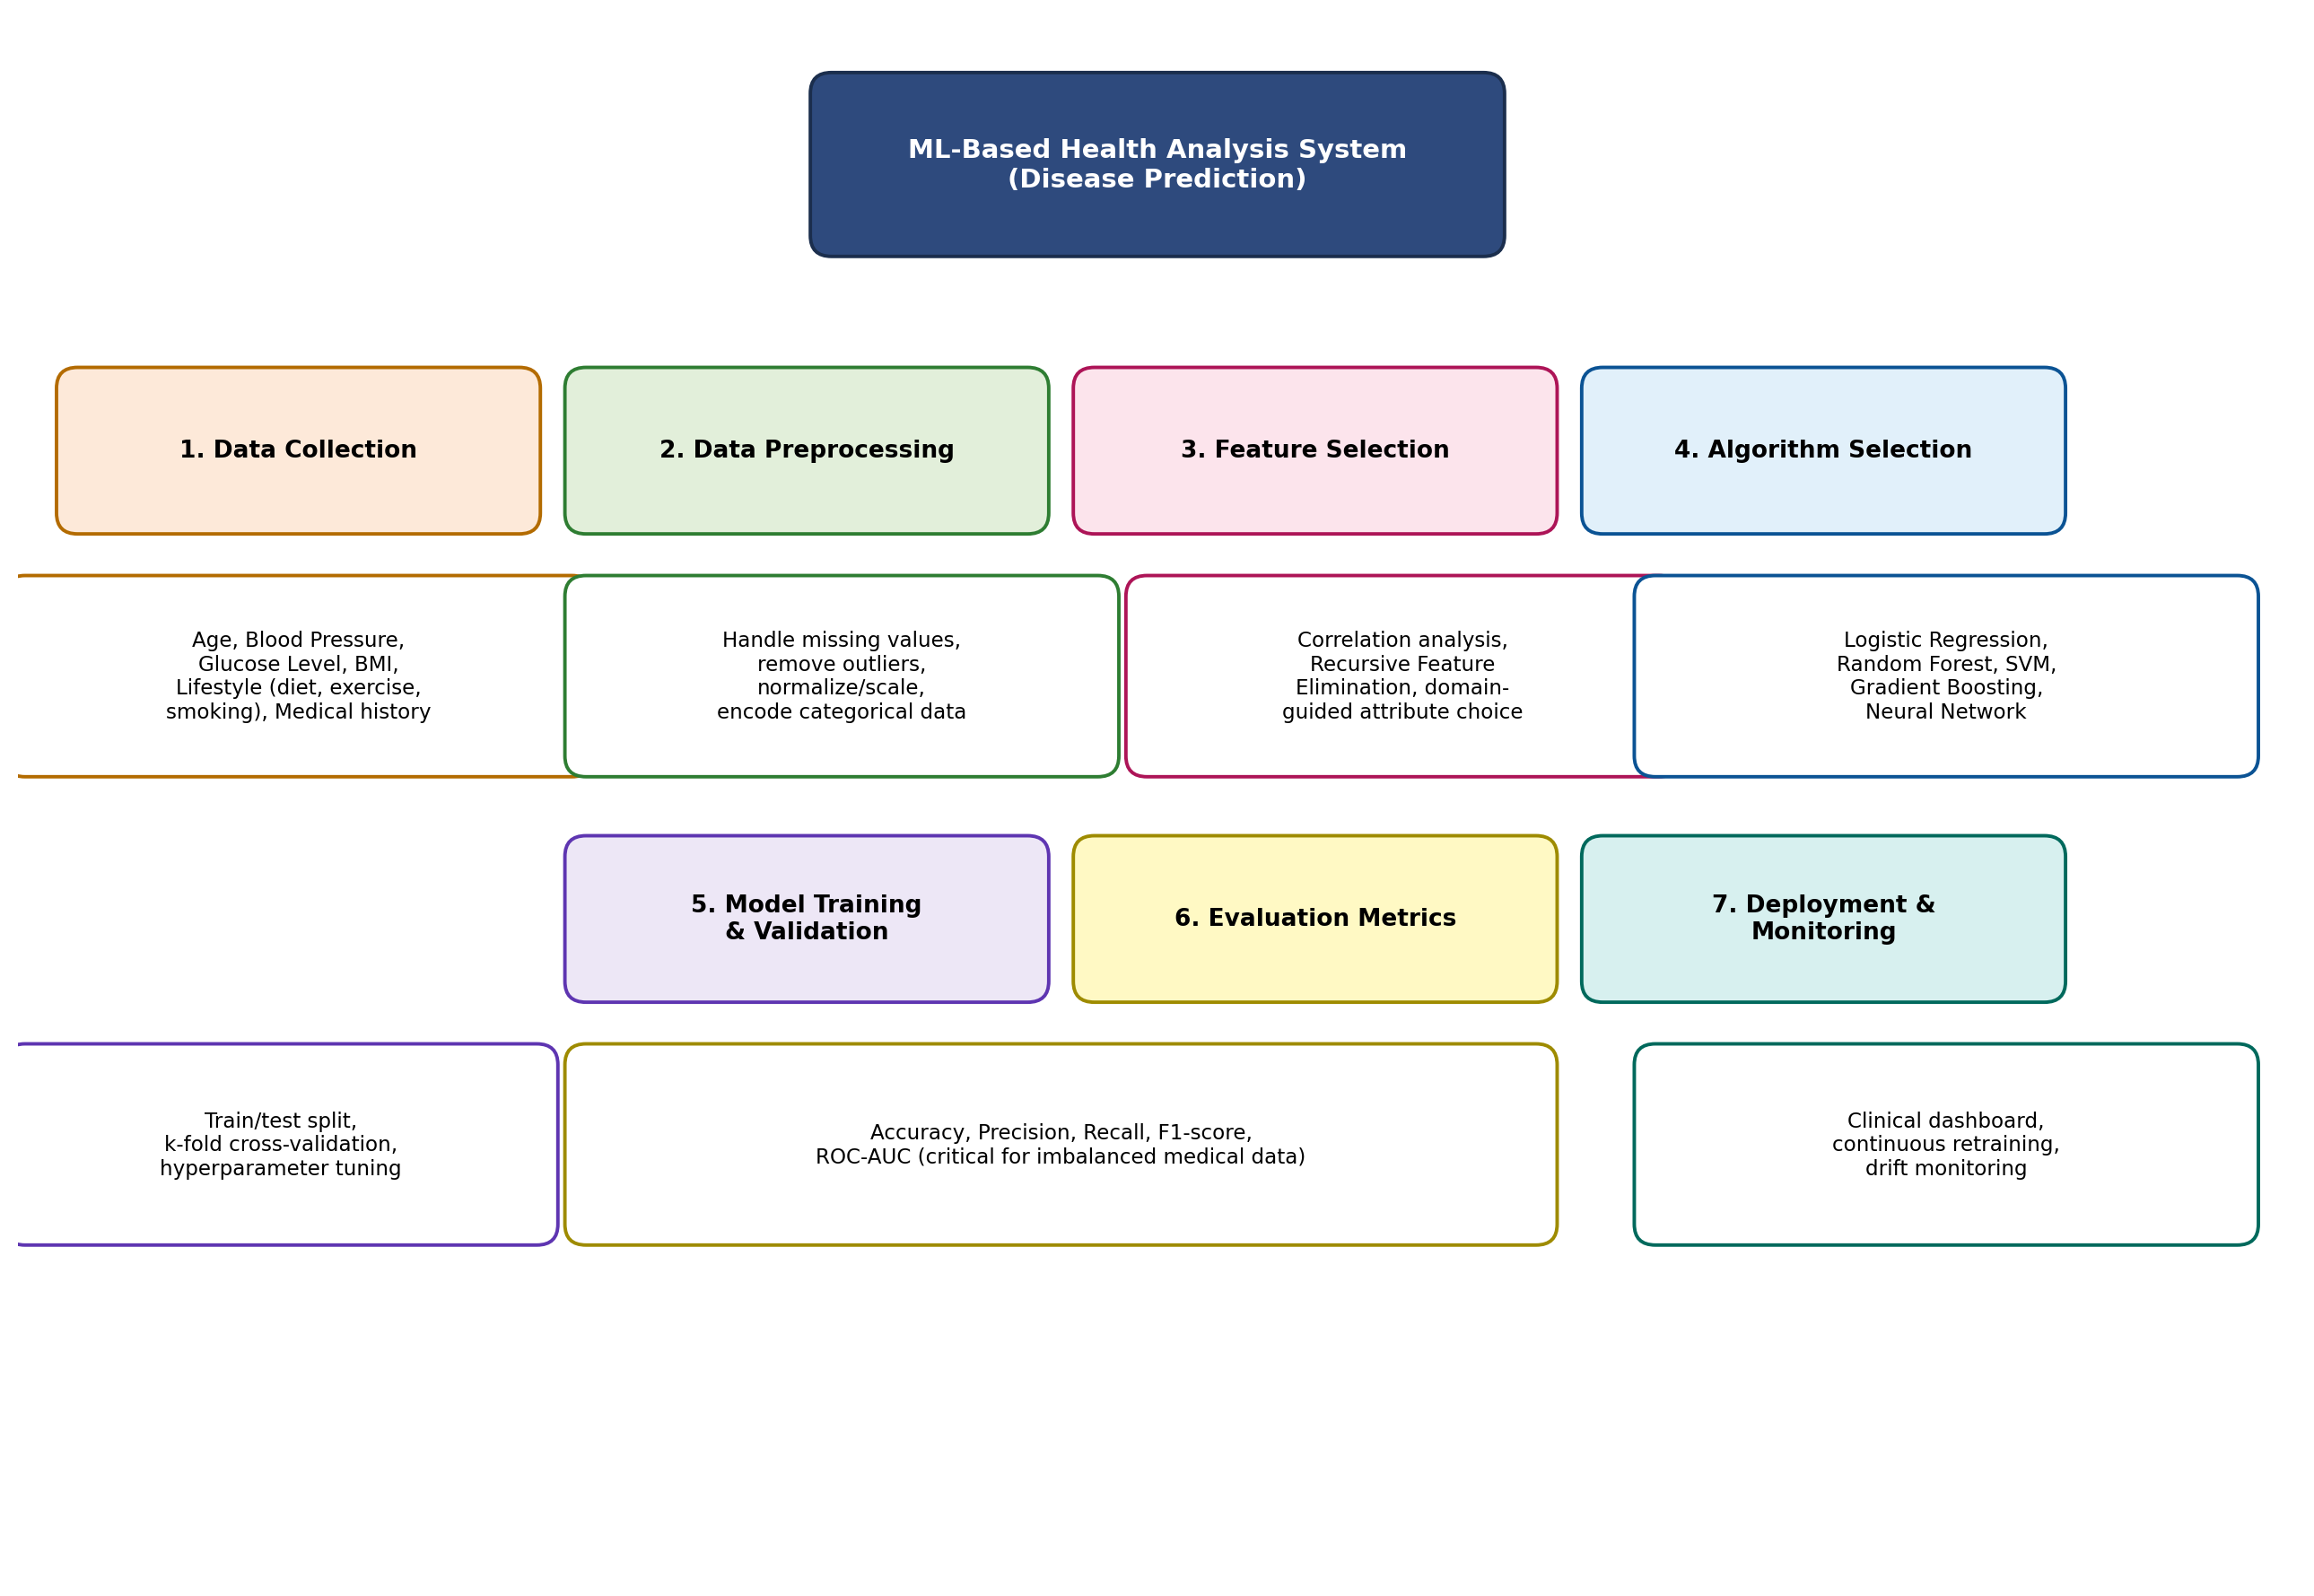 ML-Based Health Analysis System
(Disease Prediction)
1. Data Collection
2. Data Preprocessing
3. Feature Selection
4. Algorithm Selection
Age, Blood Pressure,
Glucose Level, BMI,
Lifestyle (diet, exercise,
smoking), Medical history
Handle missing values,
remove outliers,
normalize/scale,
encode categorical data
Correlation analysis,
Recursive Feature
Elimination, domain-
guided attribute choice
Logistic Regression,
Random Forest, SVM,
Gradient Boosting,
Neural Network
5. Model Training
& Validation
6. Evaluation Metrics
7. Deployment &
Monitoring
Train/test split,
k-fold cross-validation,
hyperparameter tuning
Accuracy, Precision, Recall, F1-score,
ROC-AUC (critical for imbalanced medical data)
Clinical dashboard,
continuous retraining,
drift monitoring